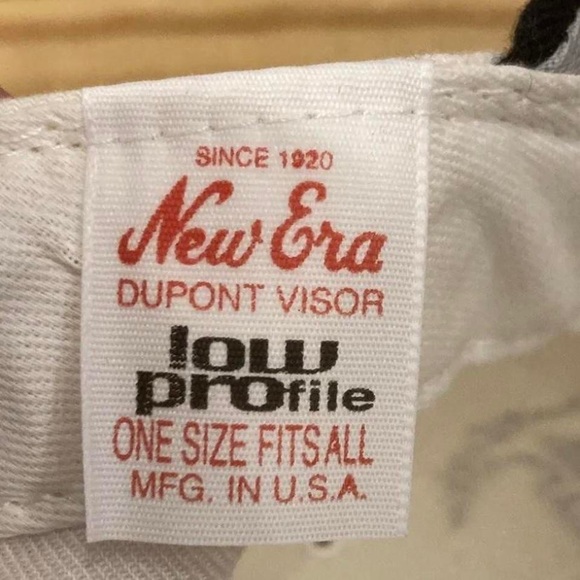 SINCE 1920
New Era
DUPONT VISOR
low
PROfile
ONE SIZE FITS ALL
MFG. IN U.S.A.